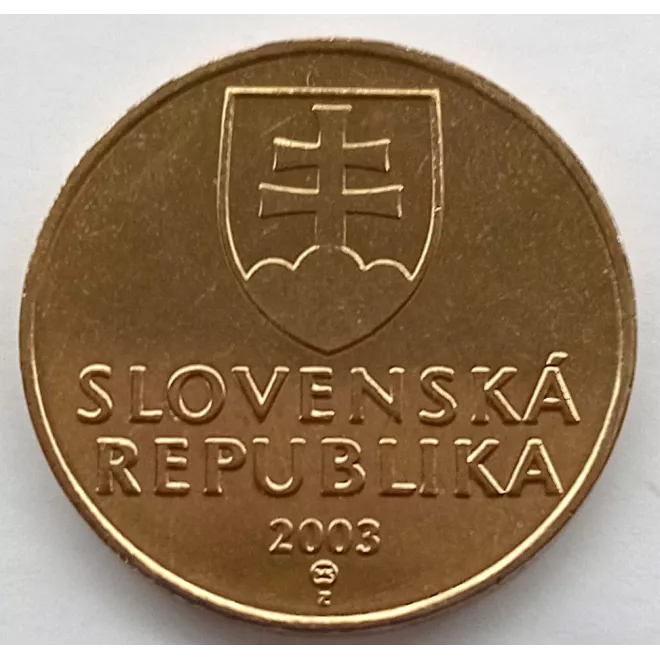 SLOVENSKÁ
REPUBLIKA
2003
Z